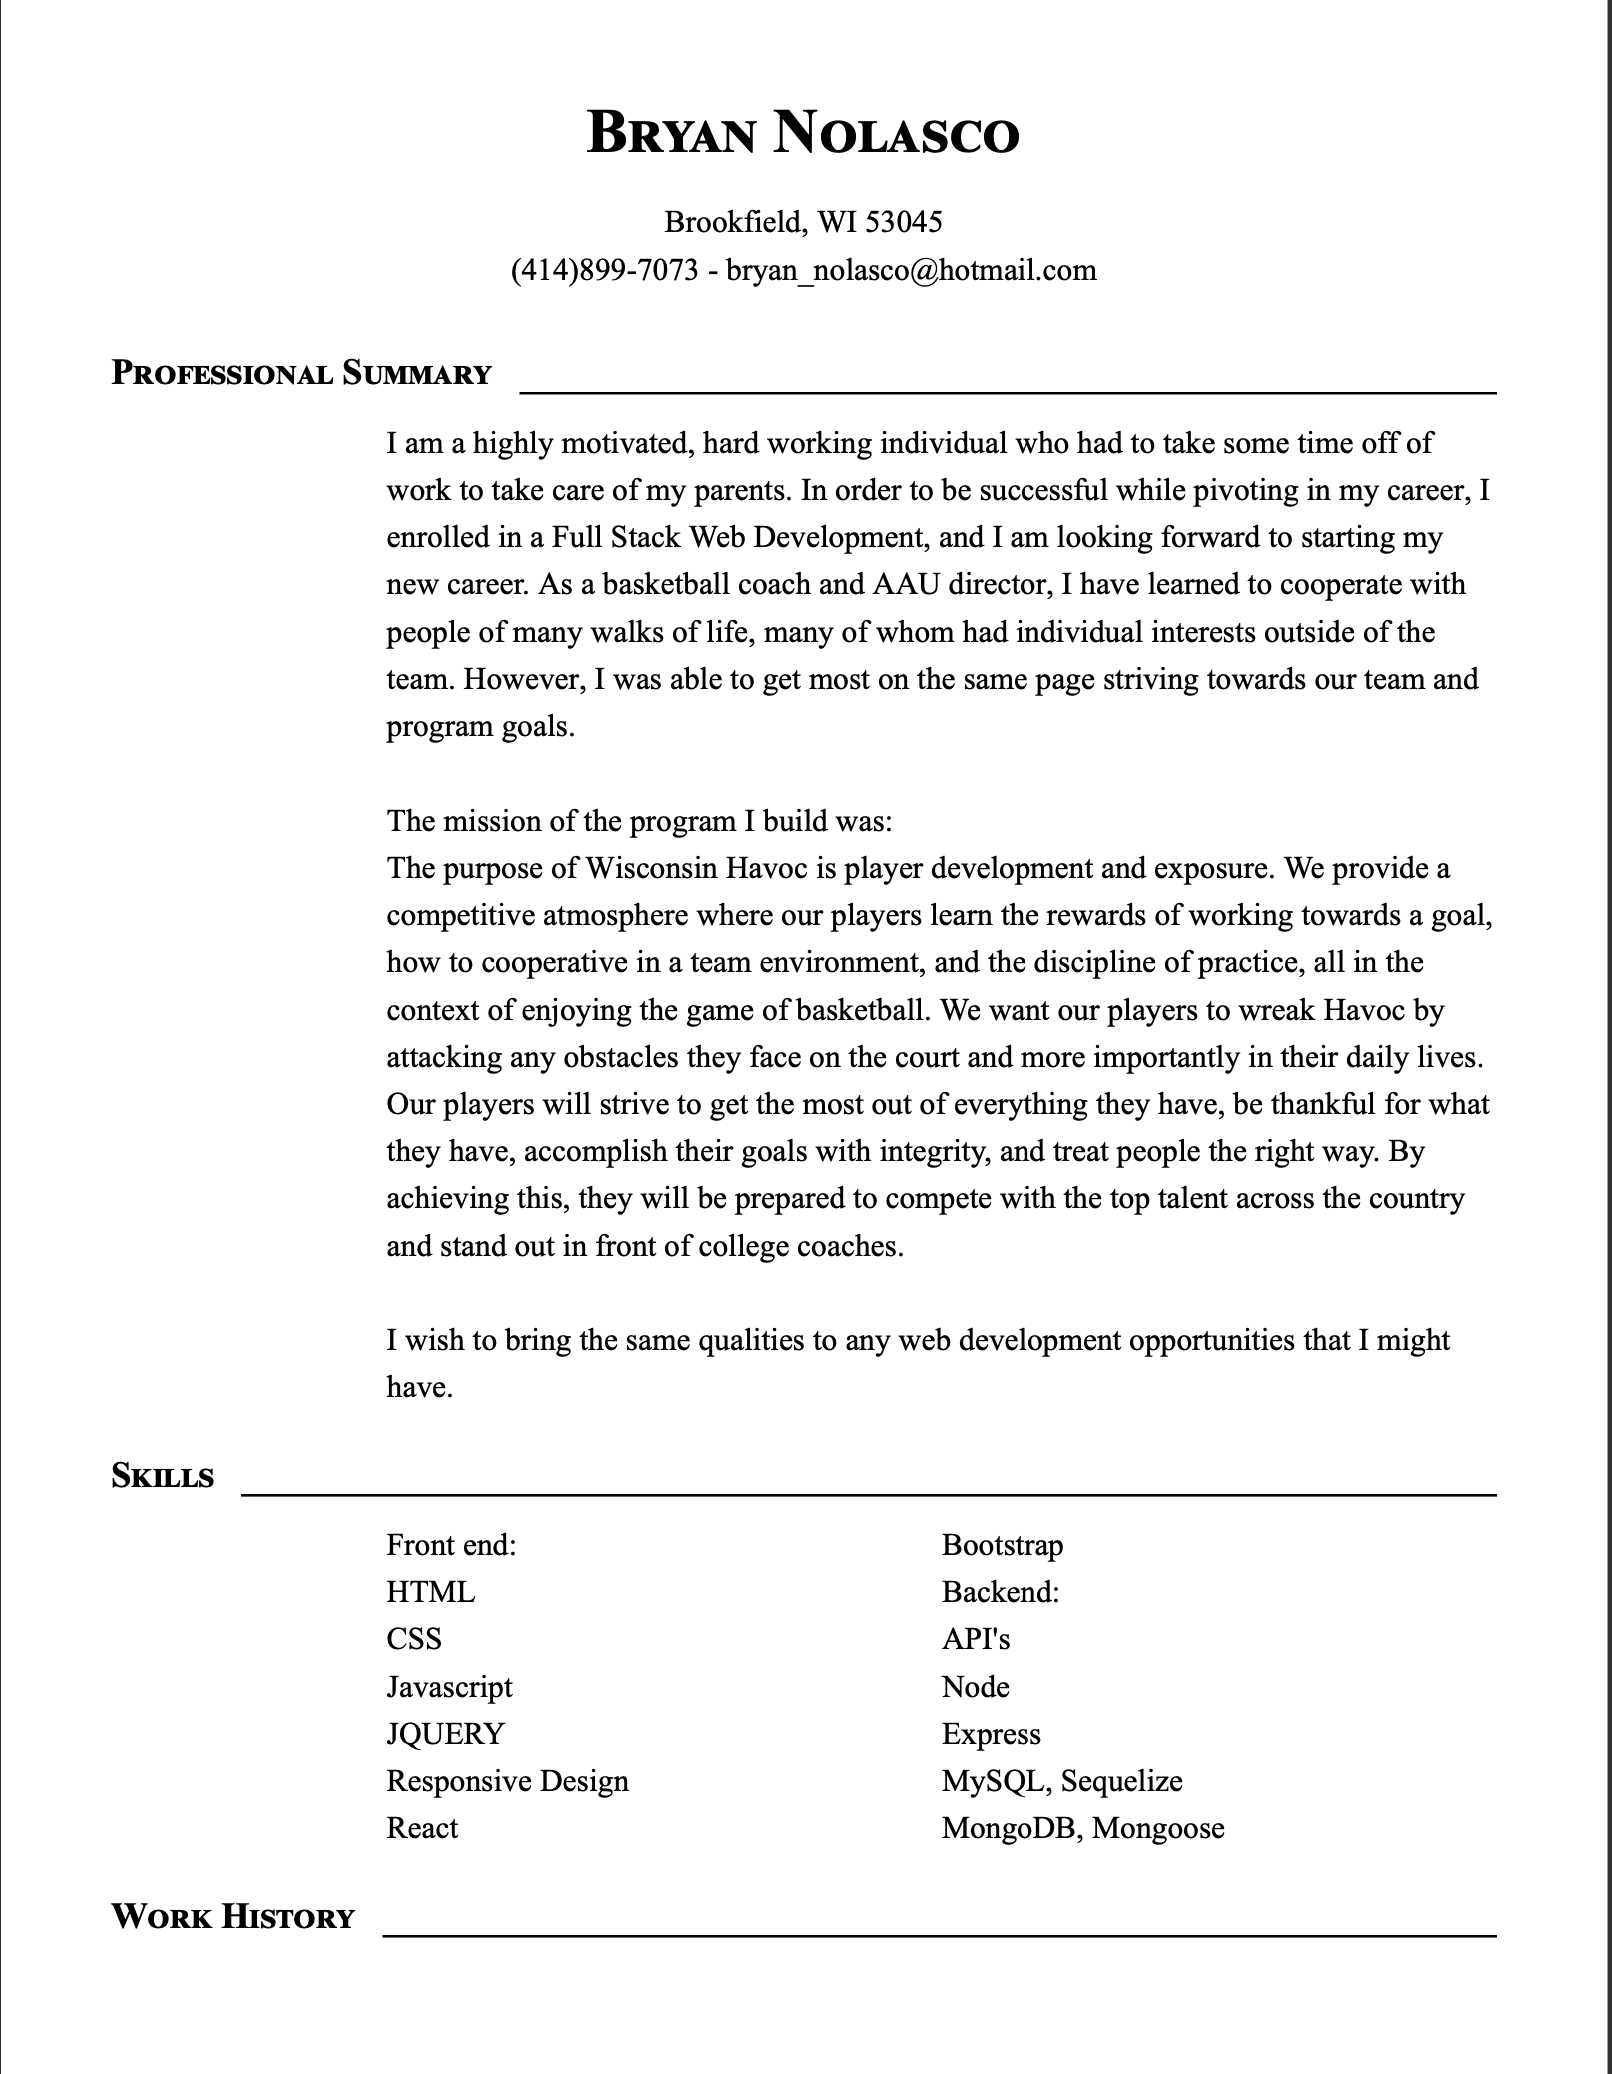 Bryan Nolasco
Brookfield, WI 53045
(414)899-7073 - bryan_nolasco@hotmail.com
Professional Summary
I am a highly motivated, hard working individual who had to take some time off of
work to take care of my parents. In order to be successful while pivoting in my career, I
enrolled in a Full Stack Web Development, and I am looking forward to starting my
new career. As a basketball coach and AAU director, I have learned to cooperate with
people of many walks of life, many of whom had individual interests outside of the
team. However, I was able to get most on the same page striving towards our team and
program goals.
The mission of the program I build was:
The purpose of Wisconsin Havoc is player development and exposure. We provide a
competitive atmosphere where our players learn the rewards of working towards a goal,
how to cooperative in a team environment, and the discipline of practice, all in the
context of enjoying the game of basketball. We want our players to wreak Havoc by
attacking any obstacles they face on the court and more importantly in their daily lives.
Our players will strive to get the most out of everything they have, be thankful for what
they have, accomplish their goals with integrity, and treat people the right way. By
achieving this, they will be prepared to compete with the top talent across the country
and stand out in front of college coaches.
I wish to bring the same qualities to any web development opportunities that I might
have.
Skills
Front end:
HTML
CSS
Javascript
JQUERY
Responsive Design
React
Bootstrap
Backend:
API's
Node
Express
MySQL, Sequelize
MongoDB, Mongoose
Work History